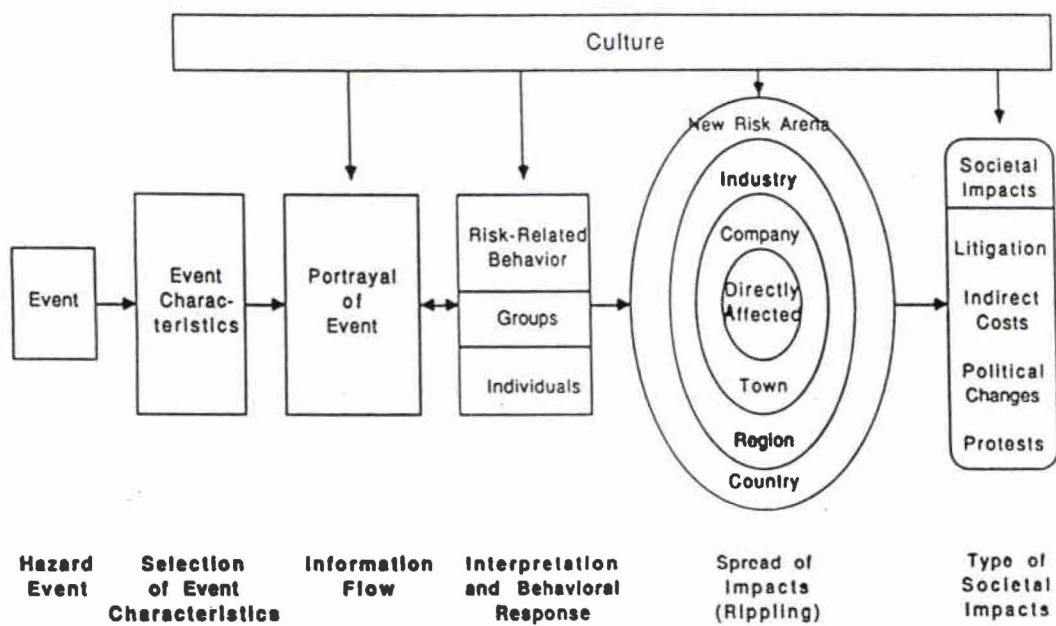 Culture
Event
Event
Charac-
teristics
Portrayal
of
Event
Risk-Related
Behavior
Groups
Individuals
New Risk Arena
Industry
Company
Directly
Affected
Town
Region
Country
Societal
Impacts
Litigation
Indirect
Costs
Political
Changes
Protests
Hazard
Event
Selection
of Event
Characteristics
Information
Flow
Interpretation
and Behavioral
Response
Spread of
Impacts
(Rippling)
Type of
Societal
Impacts